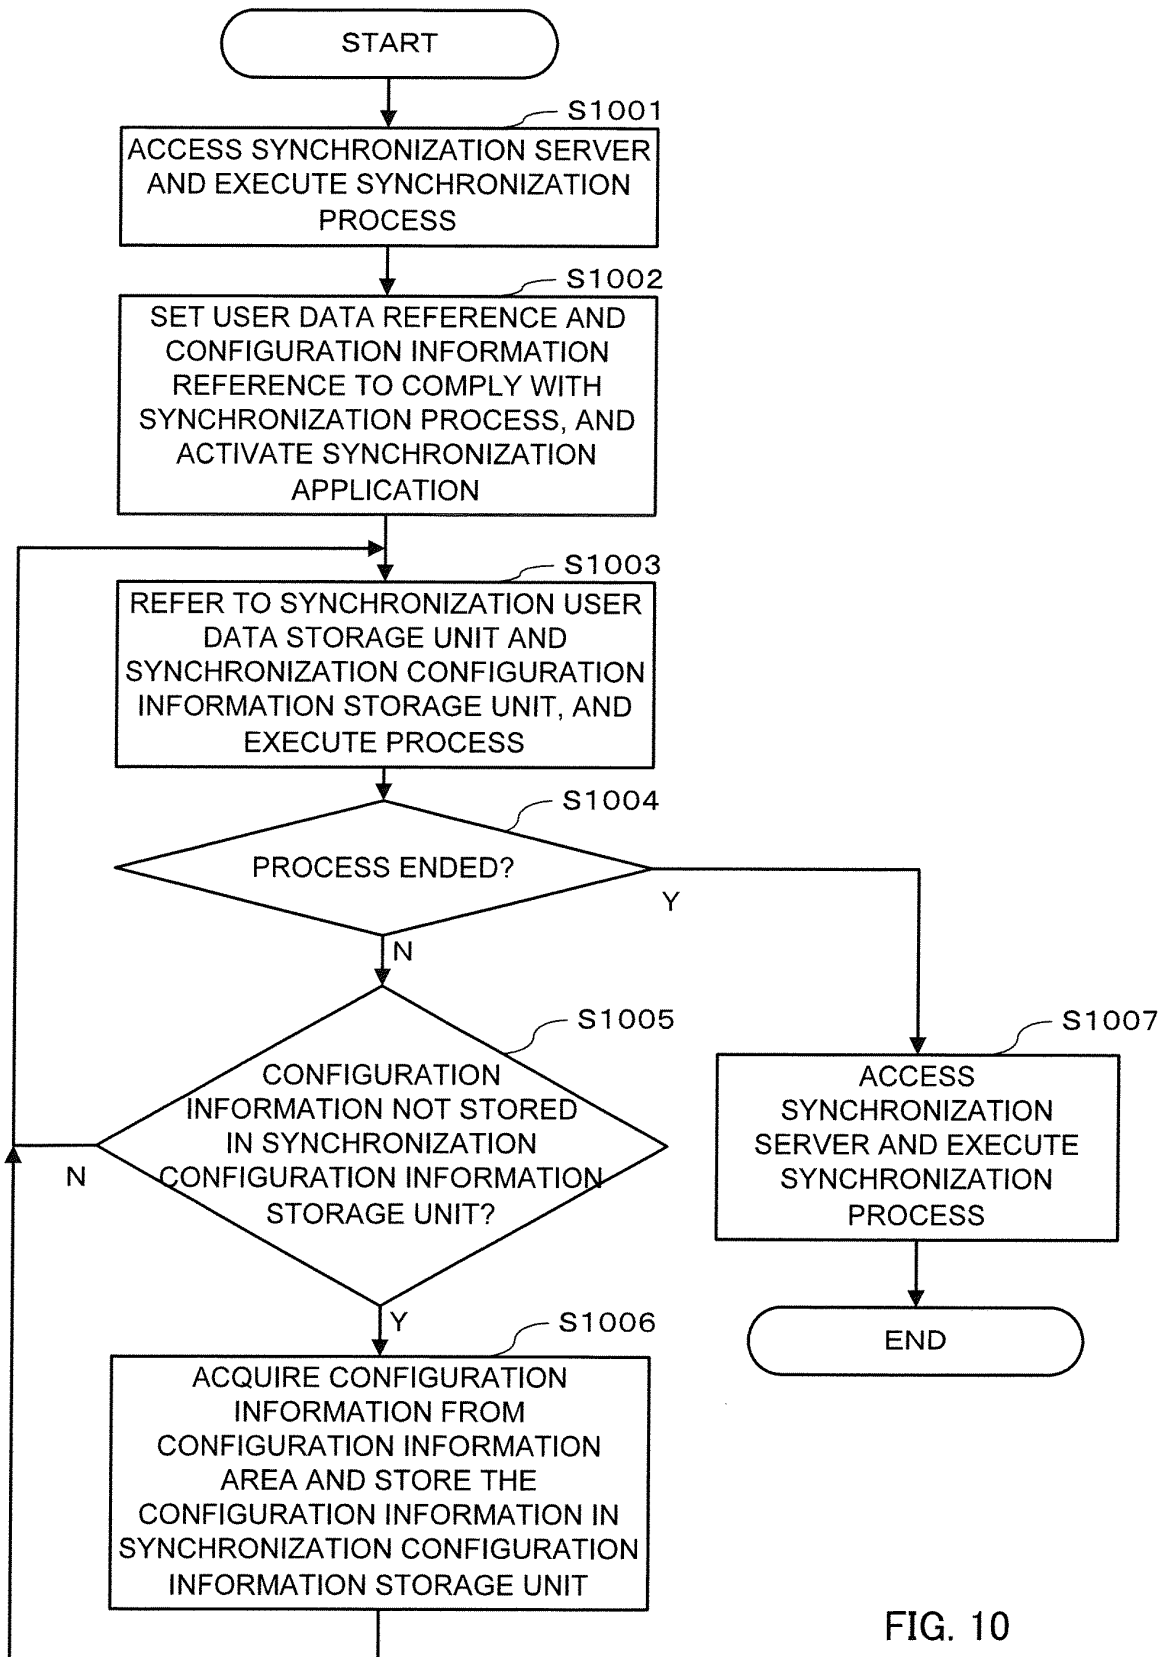 START
S1001
ACCESS SYNCHRONIZATION SERVER
AND EXECUTE SYNCHRONIZATION
PROCESS
S1002
SET USER DATA REFERENCE AND
CONFIGURATION INFORMATION
REFERENCE TO COMPLY WITH
SYNCHRONIZATION PROCESS, AND
ACTIVATE SYNCHRONIZATION
APPLICATION
S1003
REFER TO SYNCHRONIZATION USER
DATA STORAGE UNIT AND
SYNCHRONIZATION CONFIGURATION
INFORMATION STORAGE UNIT, AND
EXECUTE PROCESS
S1004
PROCESS ENDED?
Y
N
S1005
CONFIGURATION
INFORMATION NOT STORED
IN SYNCHRONIZATION
CONFIGURATION INFORMATION
STORAGE UNIT?
N
Y
S1007
ACCESS
SYNCHRONIZATION
SERVER AND EXECUTE
SYNCHRONIZATION
PROCESS
END
S1006
ACQUIRE CONFIGURATION
INFORMATION FROM
CONFIGURATION INFORMATION
AREA AND STORE THE
CONFIGURATION INFORMATION IN
SYNCHRONIZATION CONFIGURATION
INFORMATION STORAGE UNIT
FIG. 10